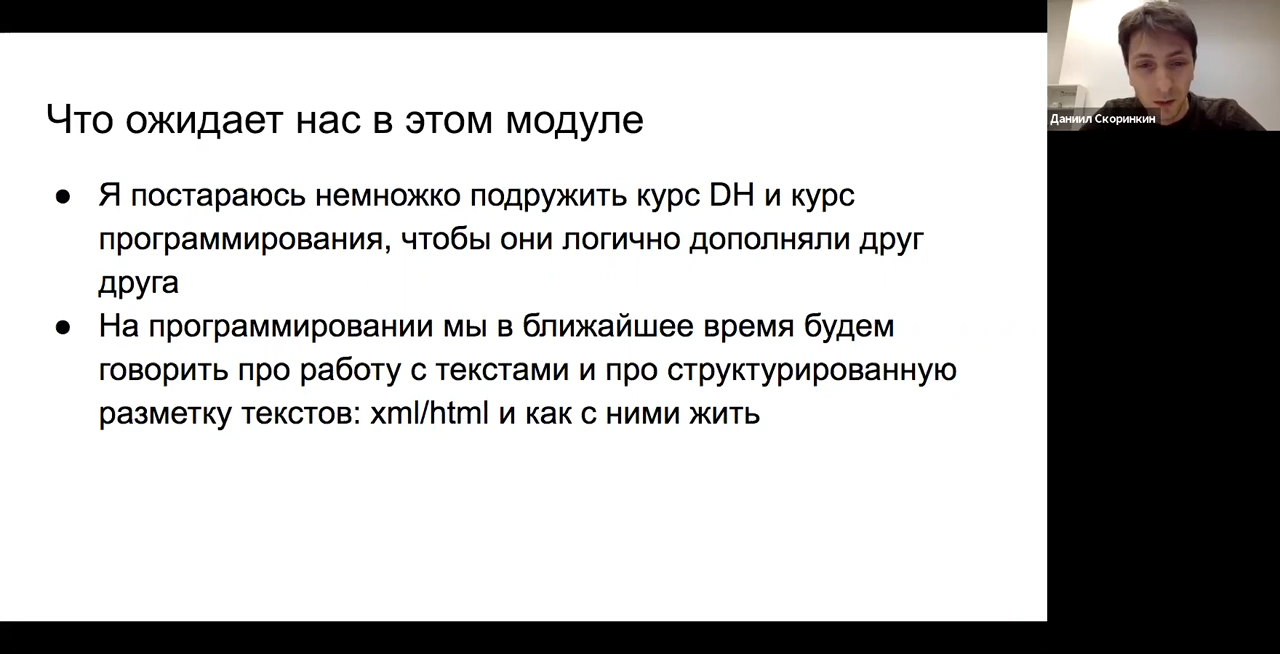 Что ожидает нас в этом модуле
● Я постараюсь немножко подружить курс DH и курс
программирования, чтобы они логично дополняли друг
друга
● На программировании мы в ближайшее время будем
говорить про работу с текстами и про структурированную
разметку текстов: xml/html и как с ними жить
Даниил Скоринкин